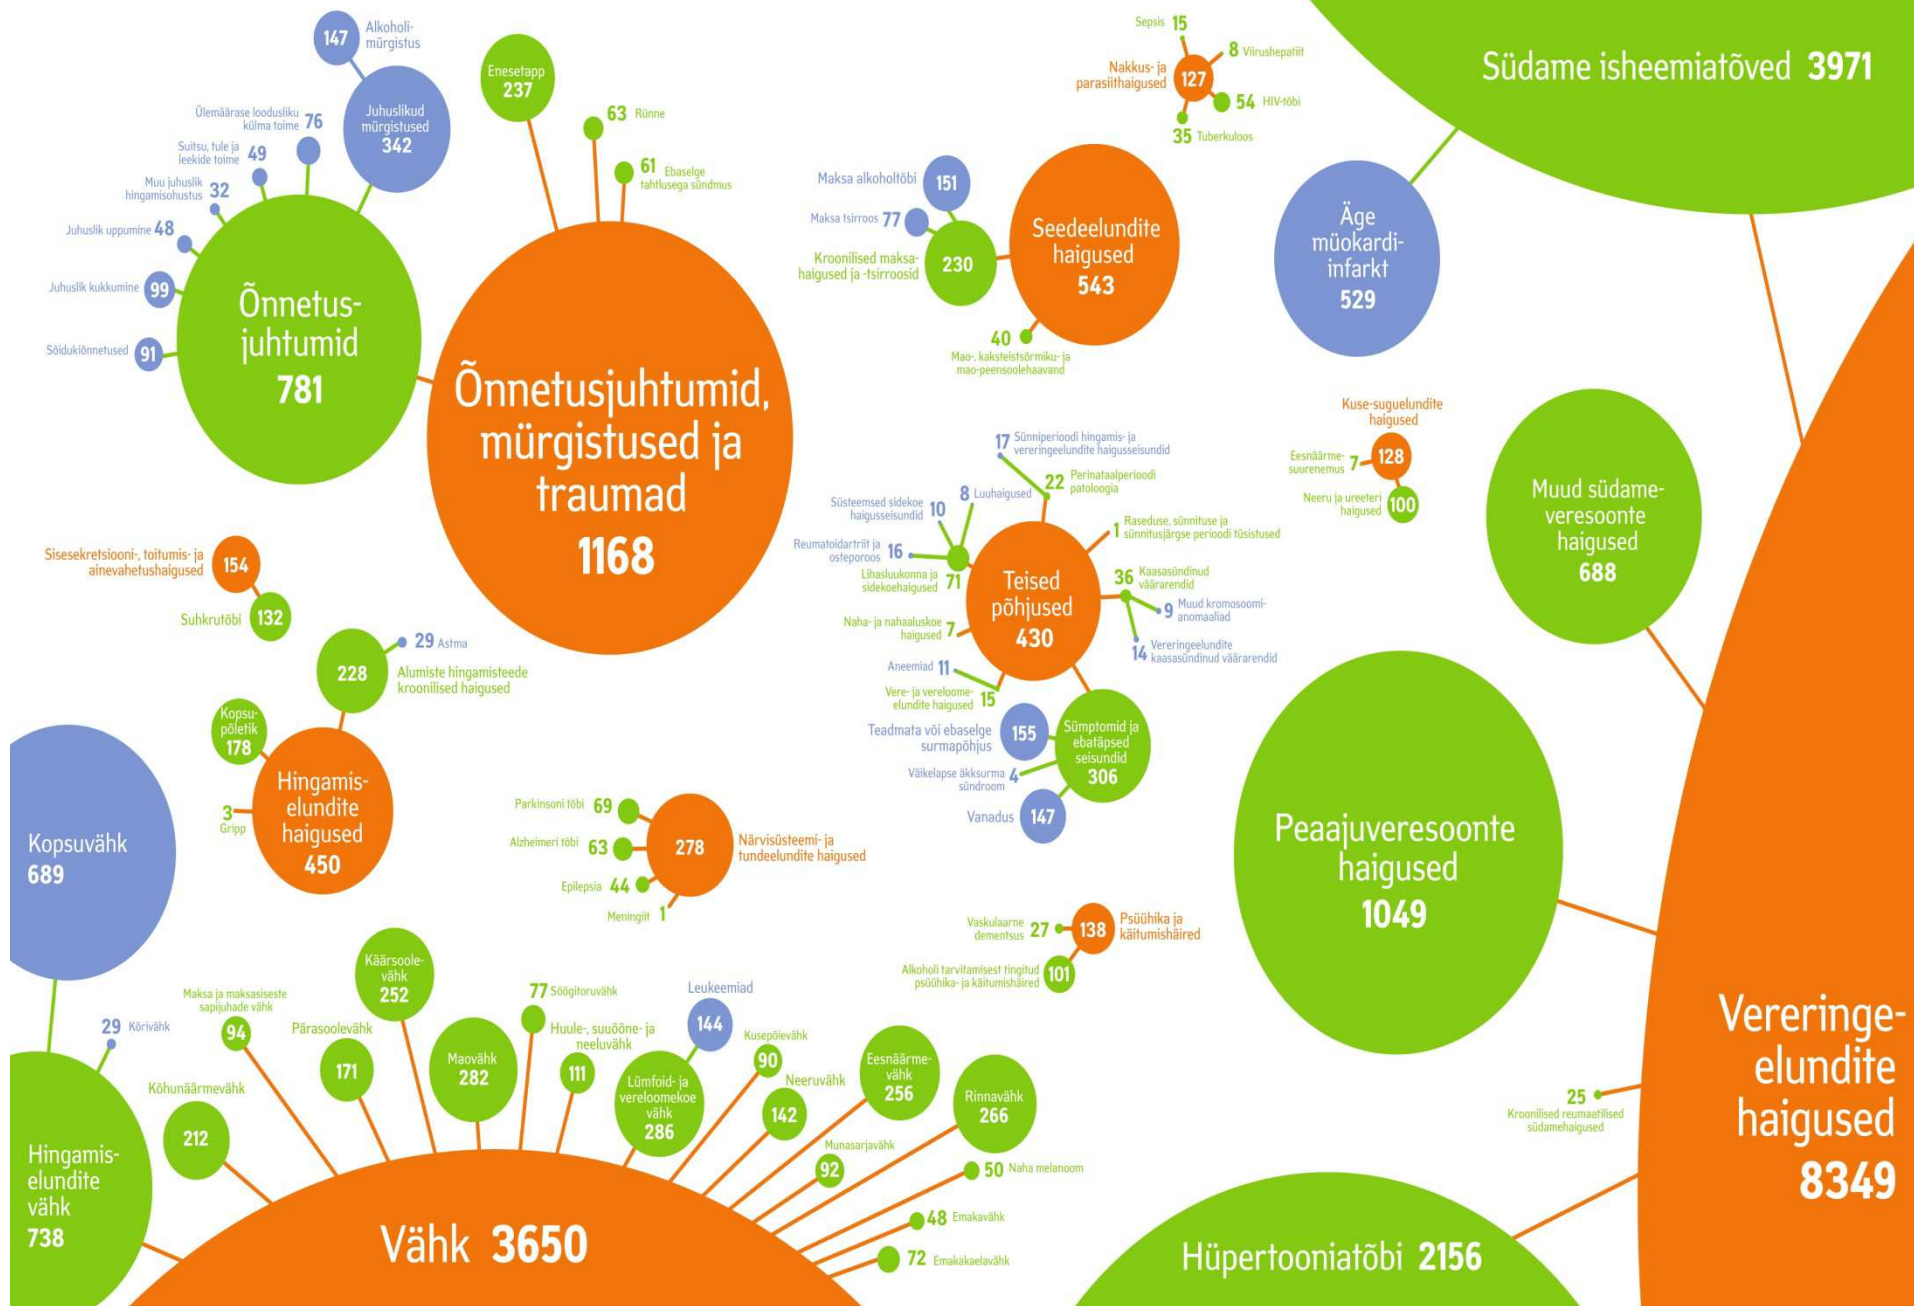 147
Alkoholi-
mürgistus
Juhuslikud
mürgistused
342
Ülemäärase loodusliku
külma toime
76
Suitsu, tule ja
leekide toime
49
Muu juhuslik
hingamisohustus
32
Juhuslik uppumine 48
Juhuslik kukkumine
99
Sõidukiõnnetused
91
Õnnetus-
juhtumid
781
Enesetapp
237
63 Rünne
61 Ebaselge
tahtlusega sündmus
Õnnetusjuhtumid,
mürgistused ja
traumad
1168
Sepsis 15
8 Viirushepatiit
Nakkus- ja
parasiithaigused
127
54 HIV-tõbi
35 Tuberkuloos
Maksa alkoholtõbi
151
Maksa tsirroos 77
Kroonilised maksa-
haigused ja -tsirroosid
230
Seedeelundite
haigused
543
40
Mao-, kaksteistsõrmiku- ja
mao-peensoolehaavand
Südame isheemiatõved 3971
Äge
müokardi-
infarkt
529
Kuse-suguelundite
haigused
128
Eesnäärme-
suurenemus
7
Neeru ja ureeteri
haigused
100
Muud südame-
veresoonte
haigused
688
Sisesekretsiooni-, toitumis- ja
ainevahetushaigused
154
Suhkrutõbi
132
29 Astma
228
Alumiste hingamisteede
kroonilised haigused
Kopsu-
põletik
178
3
Gripp
Hingamis-
elundite
haigused
450
17 Sünniperioodi hingamis- ja
vereringeelundite haigusseisundid
22 Perinataalperioodi
patoloogia
8 Luuhaigused
Süsteemsed sidekoe
haigusseisundid
10
Reumatoidartriit ja
osteporoos
16
Lihasluukonna ja
sidekoehaigused
71
1 Raseduse, sünnituse ja
sünnitusjärgse perioodi tüsistused
36 Kaasasündinud
väärarendid
9 Muud kromosoomi-
anomaaliad
14 Vereringeelundite
kaasasündinud väärarendid
Teised
põhjused
430
Naha- ja nahaaluskoe
haigused
7
Aneemiad 11
Vere- ja vereloome-
elundite haigused
15
Teadmata või ebaselge
surmapõhjus
155
Väikelapse äkksurma
sündroom
4
Vanadus
147
Sümptomid ja
ebatäpsed
seisundid
306
Parkinsoni tõbi 69
Alzheimeri tõbi 63
Epilepsia 44
Meningiit 1
278
Närvisüsteemi- ja
tundeelundite haigused
Vaskulaarne
dementsus
27
138
Psüühika ja
käitumishäired
Alkoholi tarvitamisest tingitud
psüühika- ja käitumishäired
101
Peaajuveresoonte
haigused
1049
25
Kroonilised reumaatilised
südamehaigused
Vereringe-
elundite
haigused
8349
Hüpertooniatõbi 2156
Kopsuvähk
689
29 Kõrivähk
Hingamis-
elundite
vähk
738
Kõhunäärmevähk
212
Maksa ja maksasiseste
sapijuhade vähk
94
Pärasoolevähk
171
Käärsoole-
vähk
252
Maovähk
282
77 Söögitoruvähk
Huule-, suuõõne- ja
neeluvähk
111
Leukeemiad
144
Lümfoid- ja
vereloomekoe
vähk
286
Kusepõievähk
90
Neeruvähk
142
Munasarjavähk
92
Eesnäärme-
vähk
256
Rinnavähk
266
50 Naha melanoom
48 Emakavähk
72 Emakakaelavähk
Vähk 3650